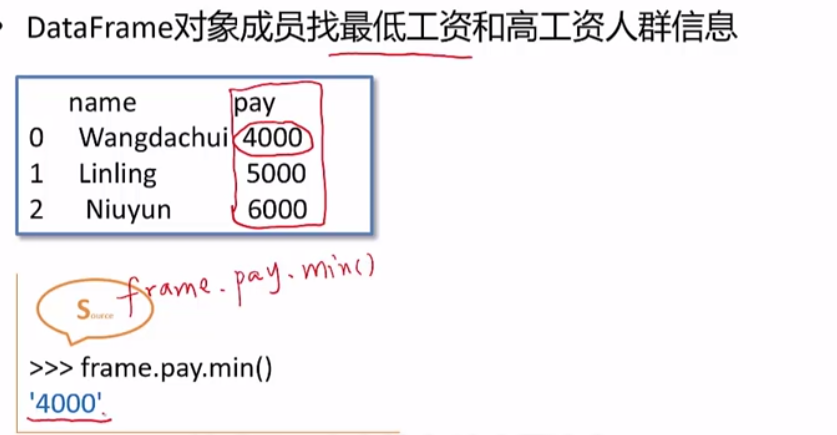 • DataFrame对象成员找最低工资和高工资人群信息
name pay
0 Wangdachui 4000
1 Linling 5000
2 Niuyun 6000
frame.pay.min()
Source
>>> frame.pay.min()
'4000'